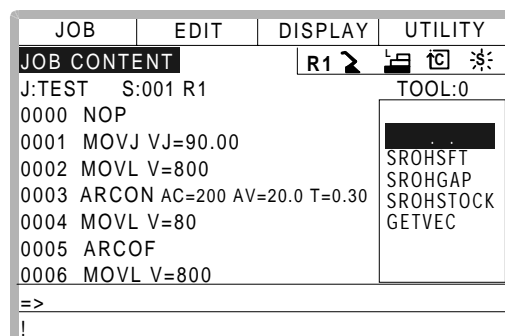 JOB EDIT DISPLAY UTILITY
JOB CONTENT R1 L C S
J:TEST S:001 R1 TOOL:0
0000 NOP
0001 MOVJ VJ=90.00
. .
0002 MOVL V=800
SROHSFT
SROHGAP
0003 ARCON AC=200 AV=20.0 T=0.30
SROHSTOCK
0004 MOVL V=80
GETVEC
0005 ARCOF
0006 MOVL V=800
=>
!